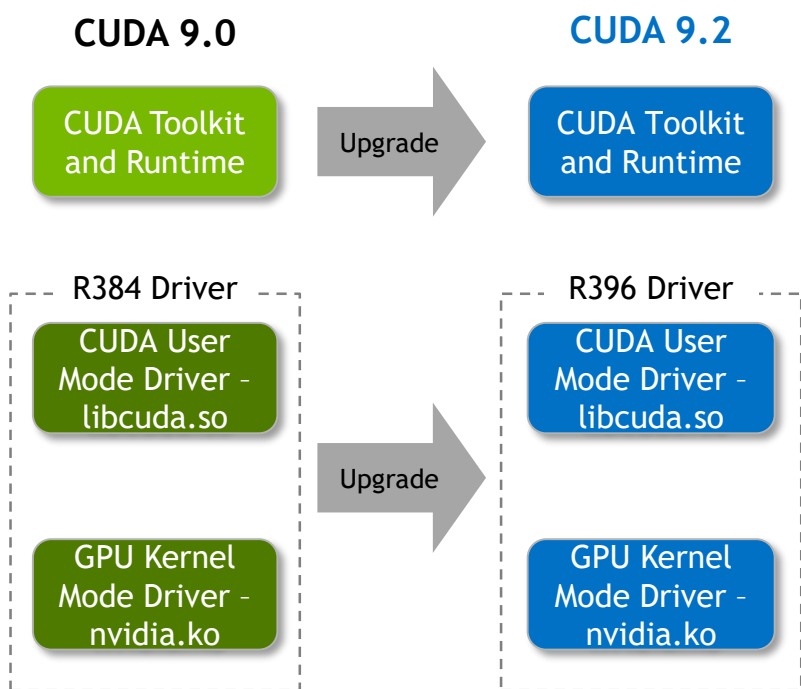 CUDA 9.0
CUDA 9.2
CUDA Toolkit
and Runtime
Upgrade
CUDA Toolkit
and Runtime
R384 Driver
R396 Driver
CUDA User
Mode Driver –
libcuda.so
CUDA User
Mode Driver –
libcuda.so
Upgrade
GPU Kernel
Mode Driver –
nvidia.ko
GPU Kernel
Mode Driver –
nvidia.ko